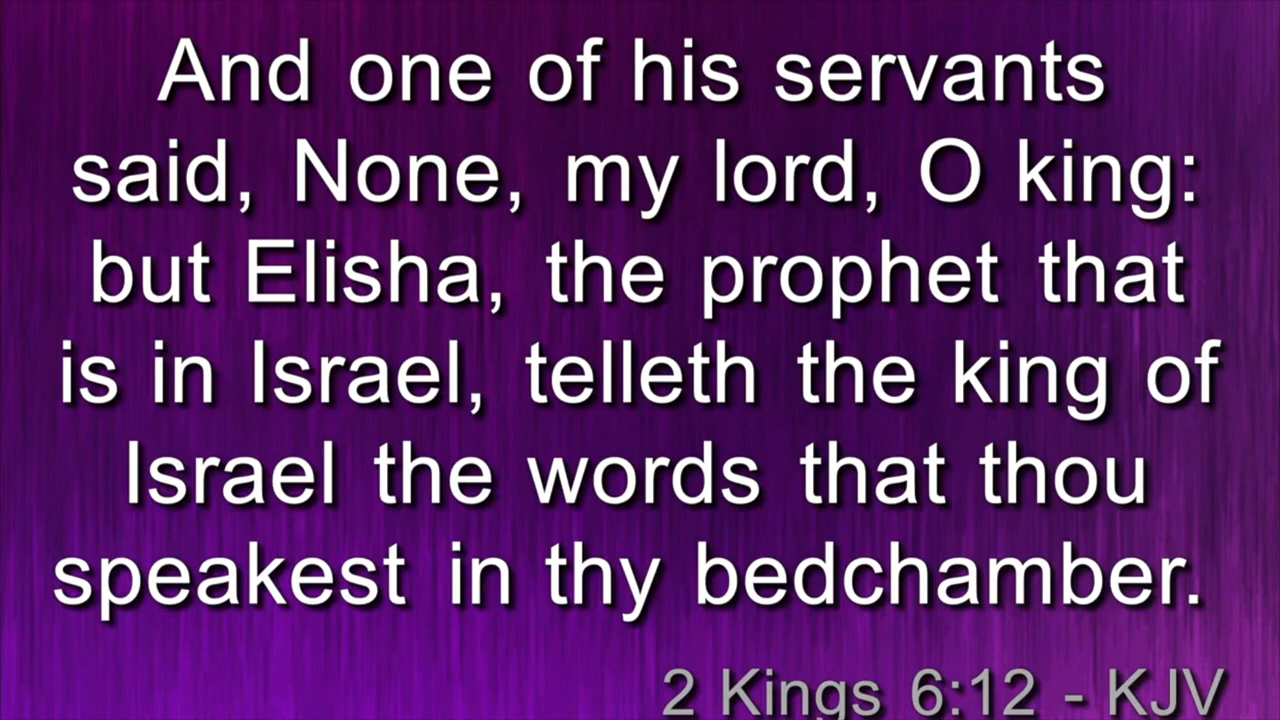 And one of his servants
said, None, my lord, O king:
but Elisha, the prophet that
is in Israel, telleth the king of
Israel the words that thou
speakest in thy bedchamber.
2 Kings 6:12 - KJV